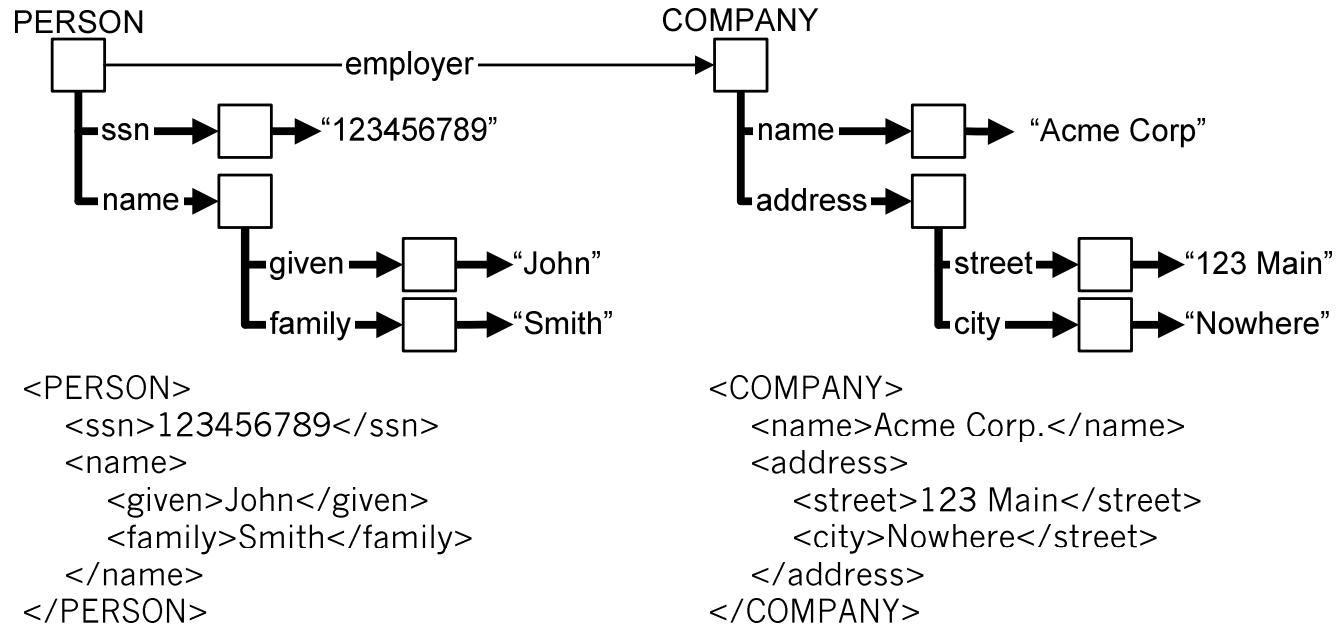 PERSON
COMPANY
employer
ssn “123456789”
name “Acme Corp”
name
address
given “John”
street “123 Main”
family “Smith”
city “Nowhere”
<PERSON>
<ssn>123456789</ssn>
<name>
<given>John</given>
<family>Smith</family>
</name>
</PERSON>
<COMPANY>
<name>Acme Corp.</name>
<address>
<street>123 Main</street>
<city>Nowhere</street>
</address>
</COMPANY>